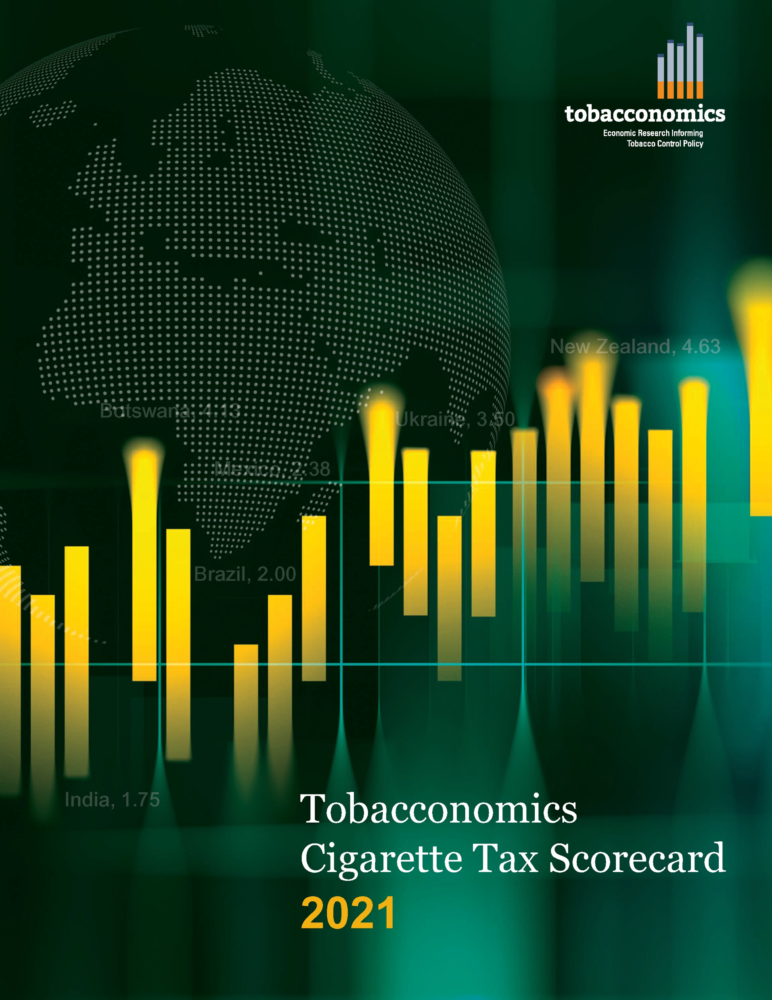 tobacconomics
Economic Research Informing
Tobacco Control Policy
New Zealand, 4.63
Botswana, 4.13
Ukraine, 3.50
Mexico, 2.38
Brazil, 2.00
India, 1.75
Tobacconomics
Cigarette Tax Scorecard
2021